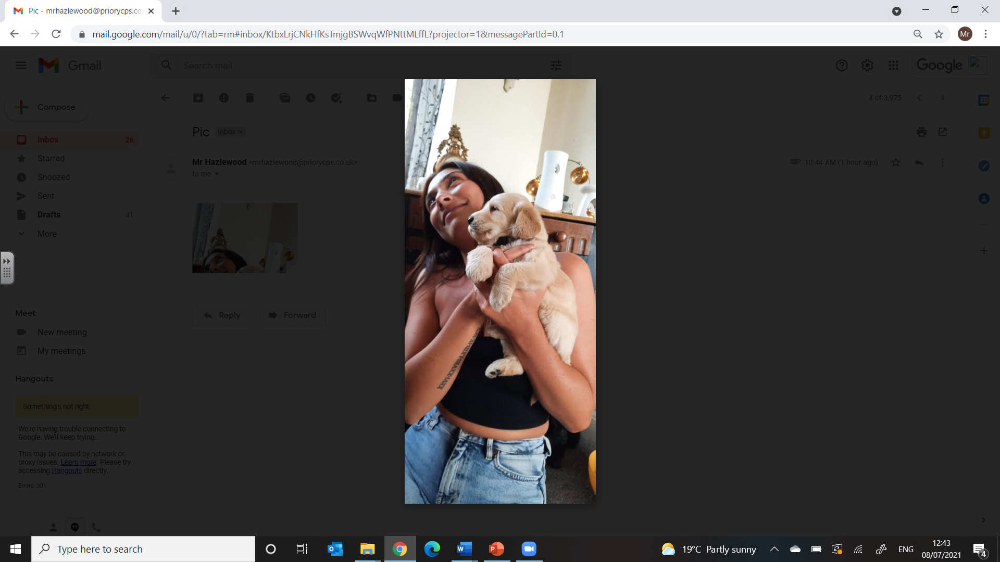 Pic - mrhazlewood@priorycps.co
mail.google.com/mail/u/0/?tab=rm#inbox/KtbxLrjCNkHfKsTmjgBSWvqWfPNttMLffL?projector=1&messagePartId=0.1
Mr
Gmail
Search mail
Google
Compose
4 of 3,975
31
Pic
Inbox ×
Inbox 26
Starred
Mr Hazlewood <mrhazlewood@priorycps.co.uk>
10:44 AM (1 hour ago)
to me
Snoozed
Sent
Drafts 41
More
Reply
Forward
Meet
New meeting
My meetings
Hangouts
Something's not right.
We're having trouble connecting to
Google. We'll keep trying...
This may be caused by network or
proxy issues. Learn more. Please try
accessing Hangouts directly.
Errors: 301
Type here to search
19°C Partly sunny
ENG
12:43
08/07/2021
4